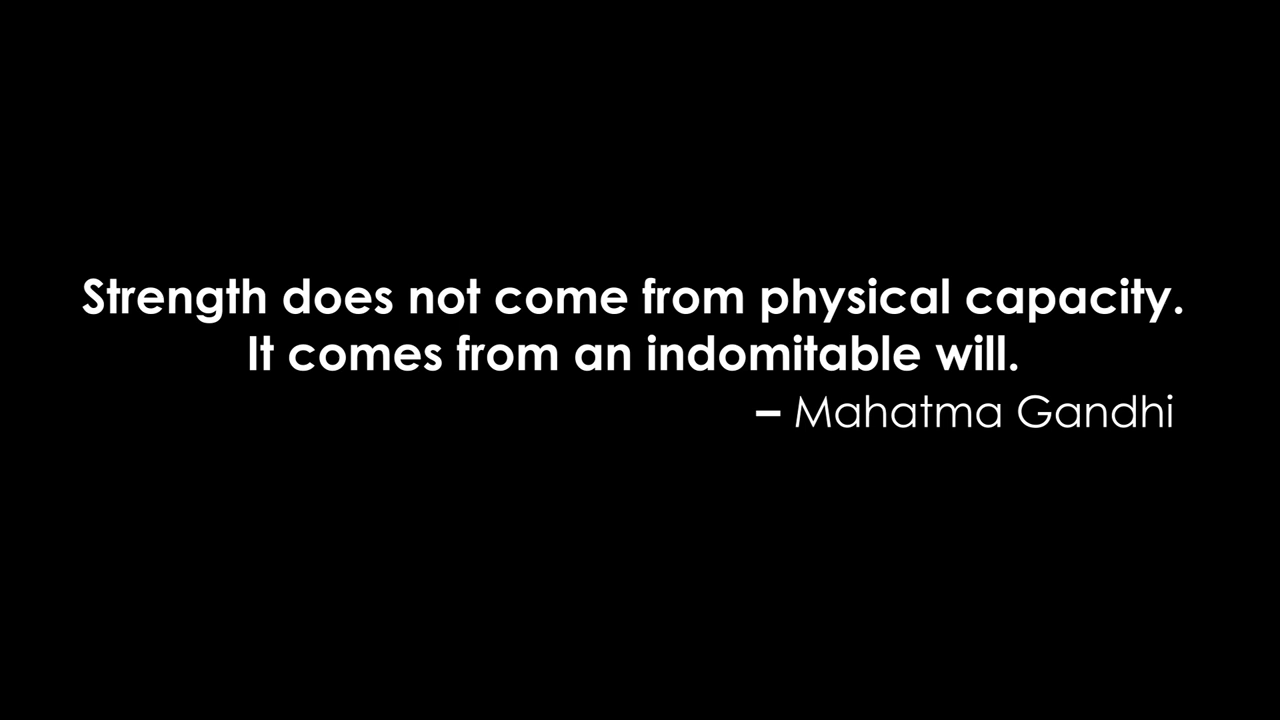 Strength does not come from physical capacity.
It comes from an indomitable will.
– Mahatma Gandhi